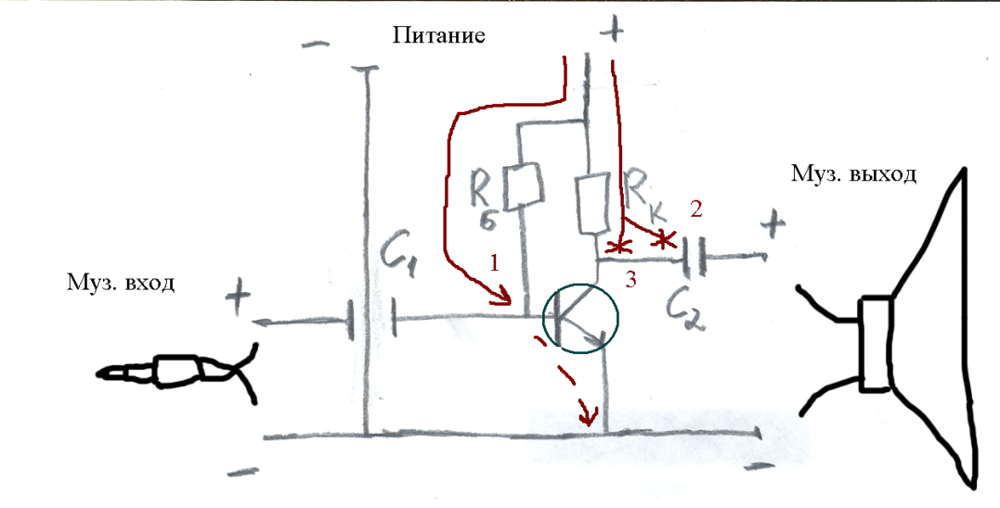 - Питание +
Муз. выход
Rб
Rк
2
+
C1
1
Муз. вход
+
3
C2
-
-